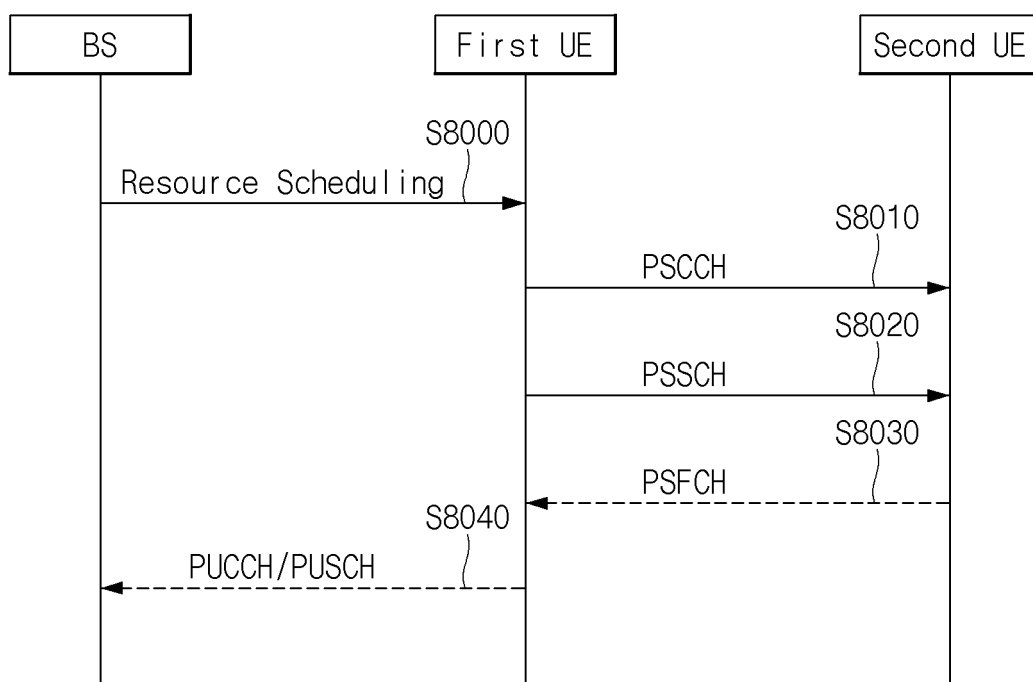 BS
First UE
Second UE
S8000
Resource Scheduling
S8010
PSCCH
S8020
PSSCH
S8030
PSFCH
S8040
PUCCH/PUSCH